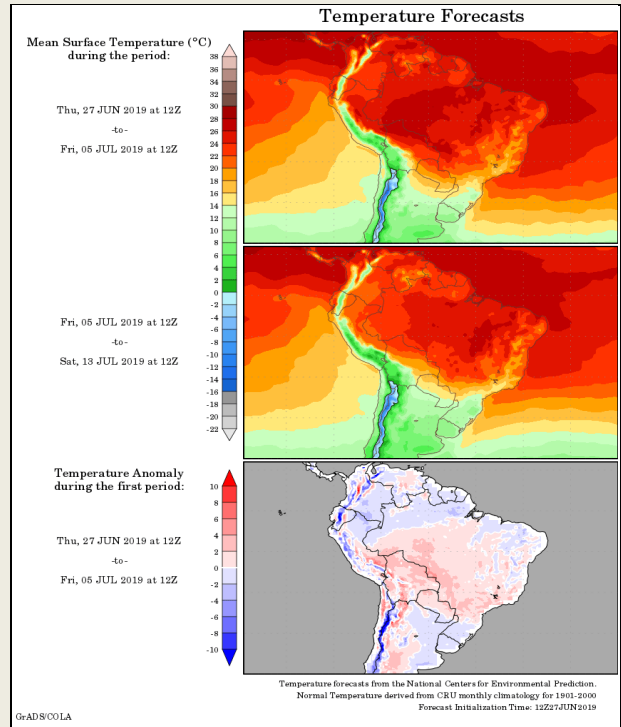 Temperature Forecasts
Mean Surface Temperature (°C)
during the period:
Thu, 27 JUN 2019 at 12Z
-to-
Fri, 05 JUL 2019 at 12Z
38
36
34
32
30
28
26
24
22
20
18
16
14
12
10
8
6
4
2
0
-2
-4
-6
-8
-10
-12
-14
-16
-18
-20
-22
Fri, 05 JUL 2019 at 12Z
-to-
Sat, 13 JUL 2019 at 12Z
Temperature Anomaly
during the first period:
Thu, 27 JUN 2019 at 12Z
-to-
Fri, 05 JUL 2019 at 12Z
10
8
6
4
2
0
-2
-4
-6
-8
-10
Temperature forecasts from the National Centers for Environmental Prediction.
Normal Temperature derived from CRU monthly climatology for 1901-2000
Forecast Initialization Time: 12Z27JUN2019
GrADS/COLA